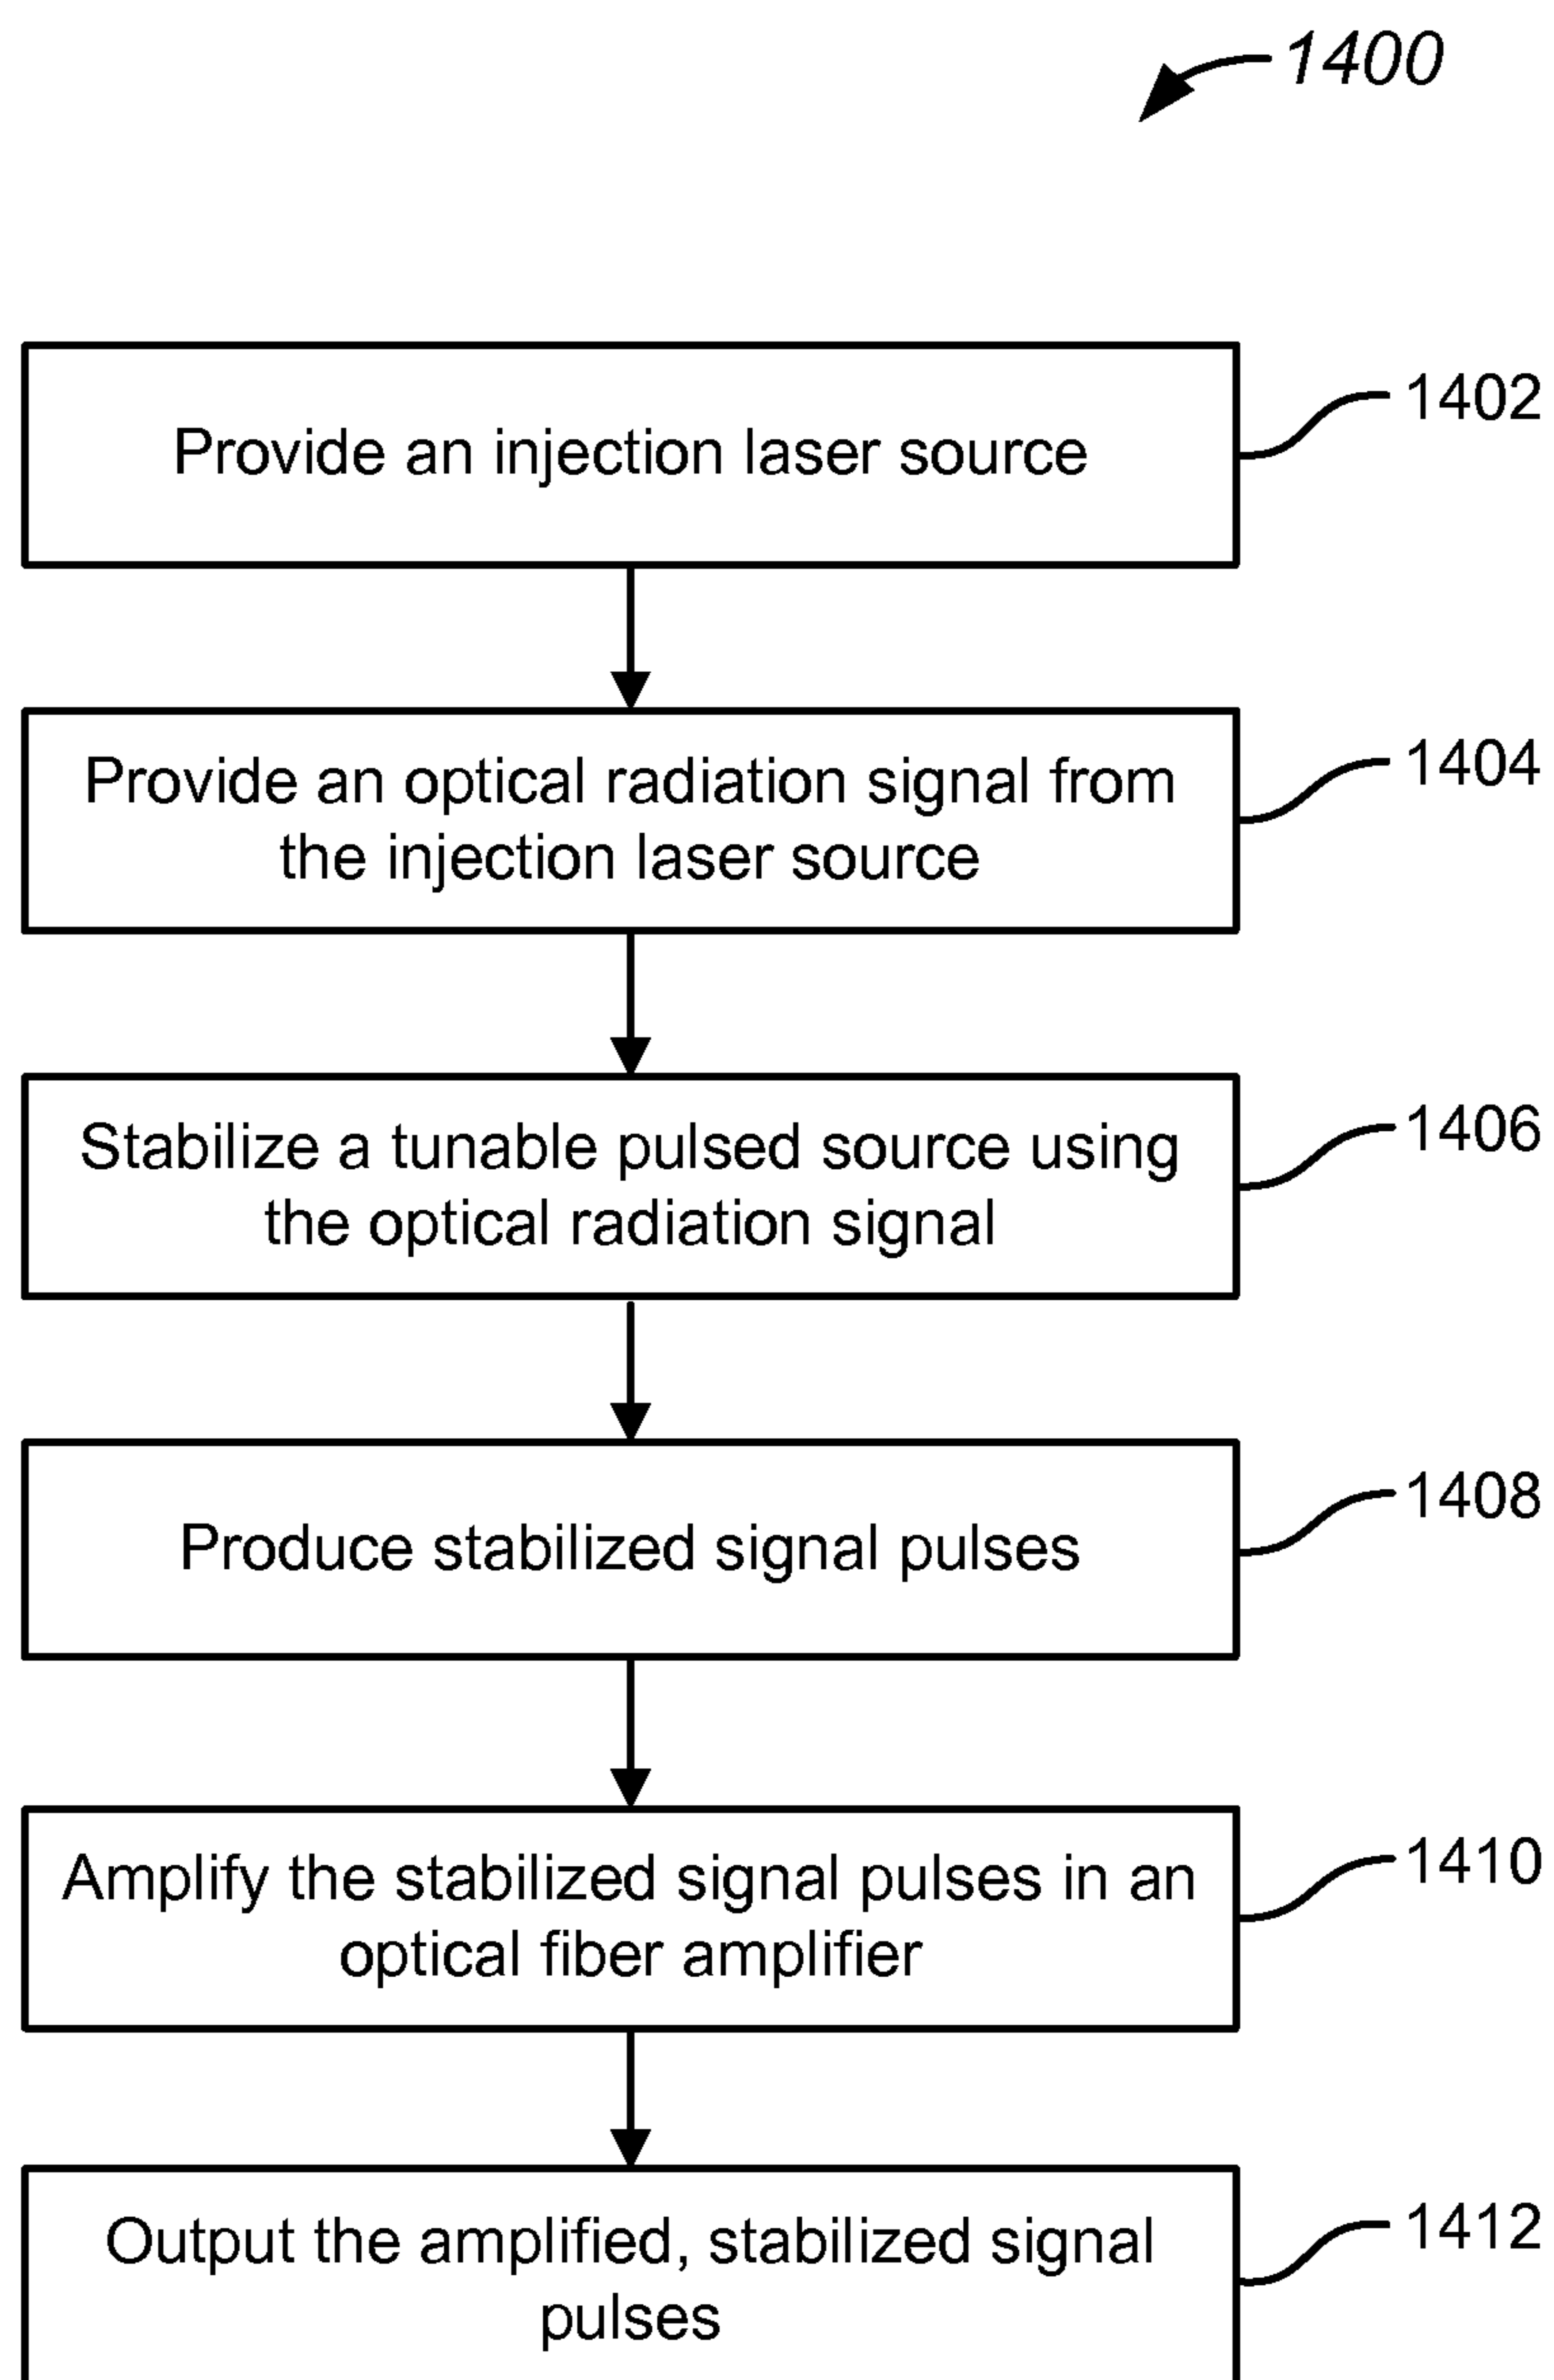 1400
Provide an injection laser source
1402
Provide an optical radiation signal from
the injection laser source
1404
Stabilize a tunable pulsed source using
the optical radiation signal
1406
Produce stabilized signal pulses
1408
Amplify the stabilized signal pulses in an
optical fiber amplifier
1410
Output the amplified, stabilized signal
pulses
1412